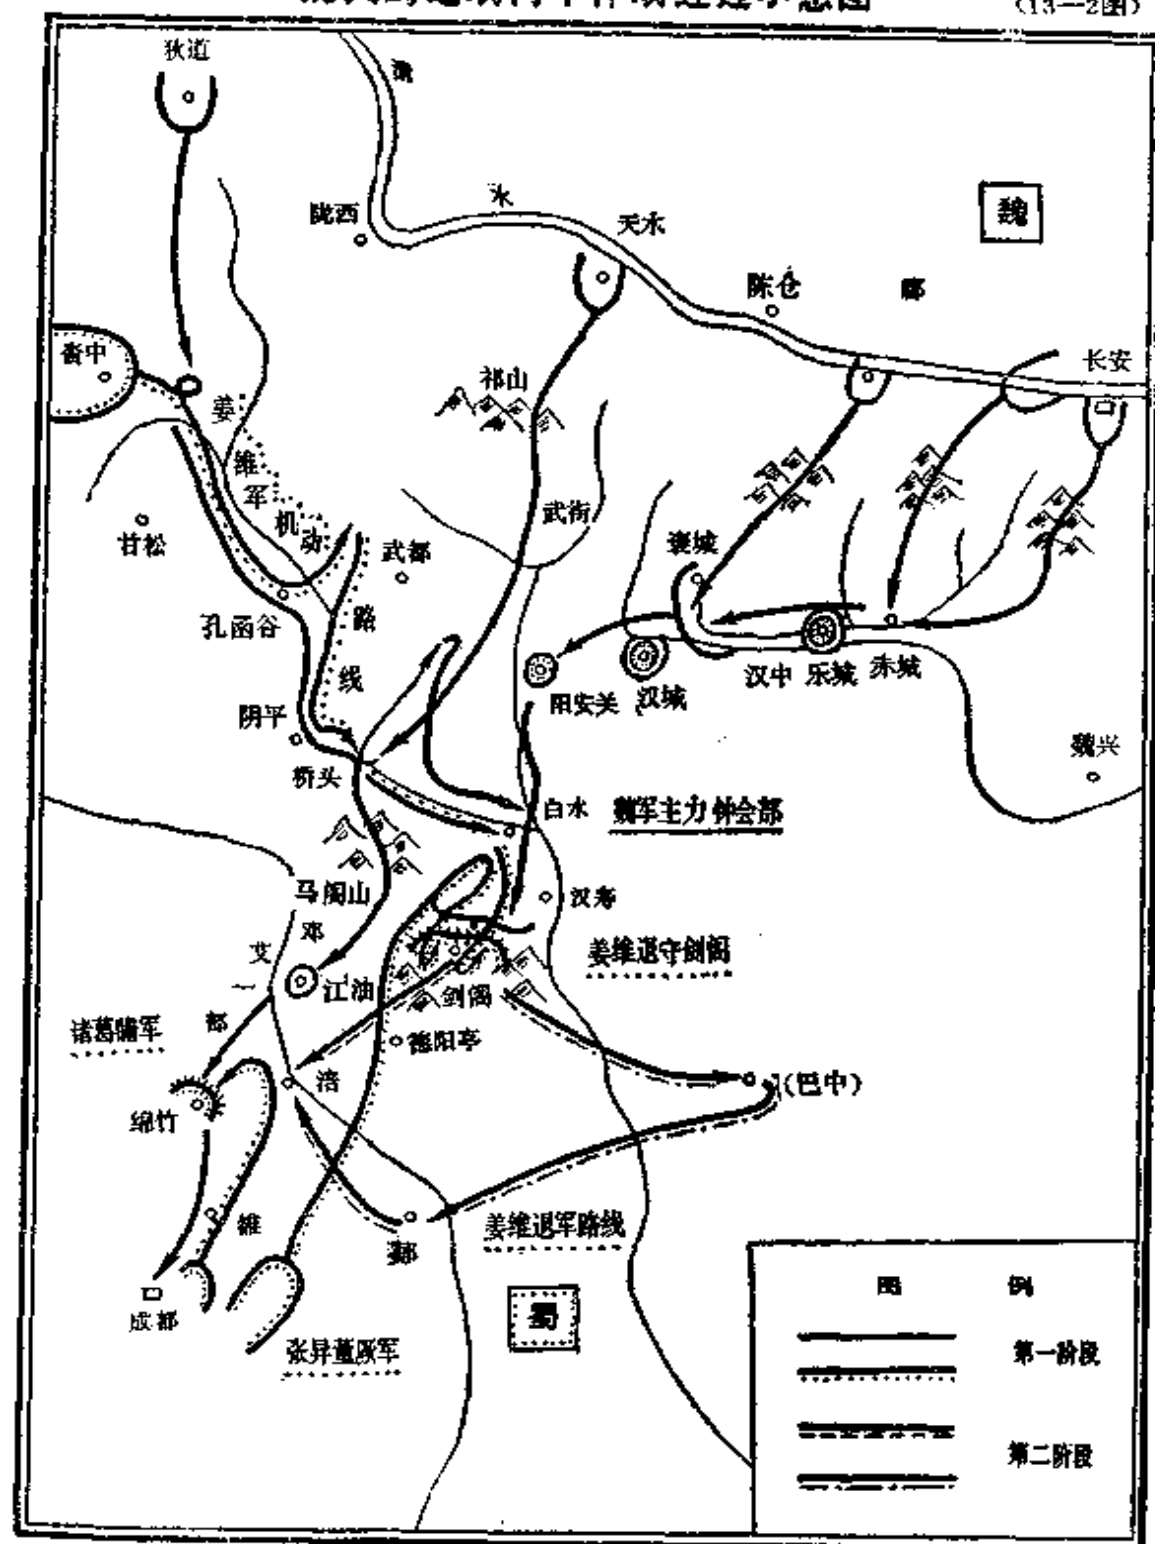 (13—2图)
狄道
渭
水
陇西
天水
魏
陈仓
郿
长安
沓中
祁山
姜
维
军
机
动
路
线
甘松
武都
武街
褒城
孔函谷
阴平
桥头
阳安关
汉城
汉中
乐城
赤城
魏兴
白水
魏军主力钟会部
马阁山
汉寿
邓
艾
部
江油
姜维退守剑阁
剑阁
诸葛瞻军
德阳亭
涪
(巴中)
绵竹
雒
姜维退军路线
郪
蜀
成都
张异董厥军
图例
第一阶段
第二阶段